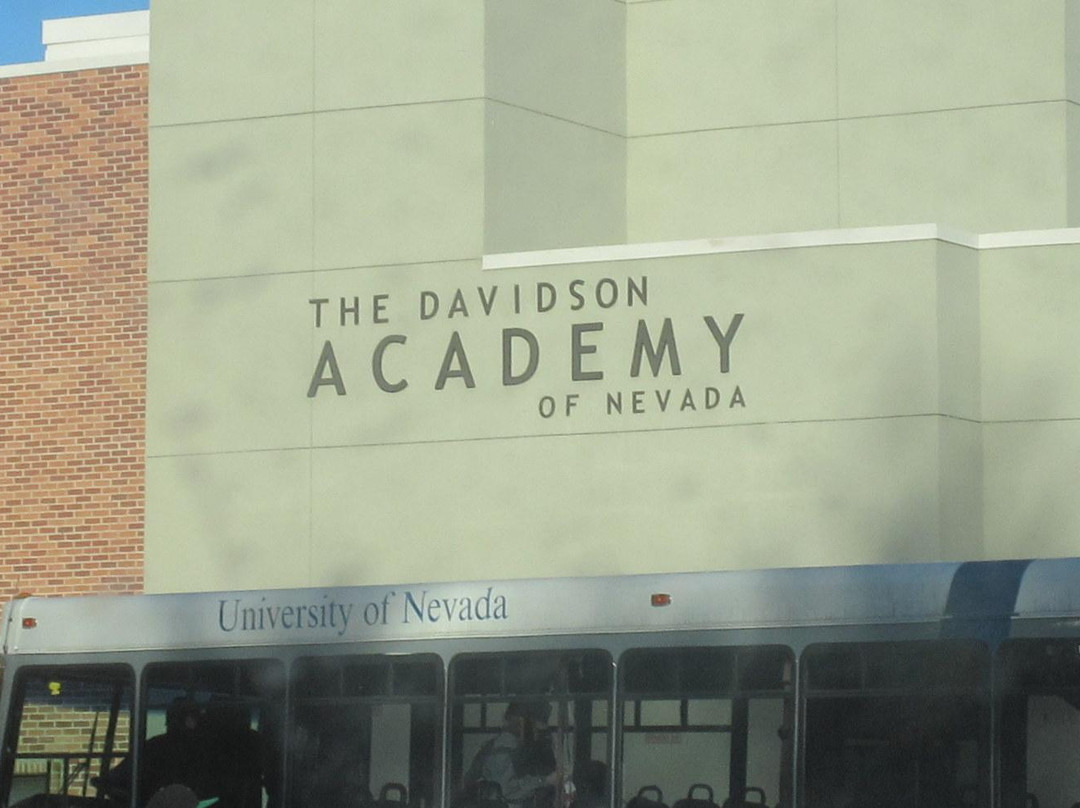 THE DAVIDSON
ACADEMY
OF NEVADA
University of Nevada